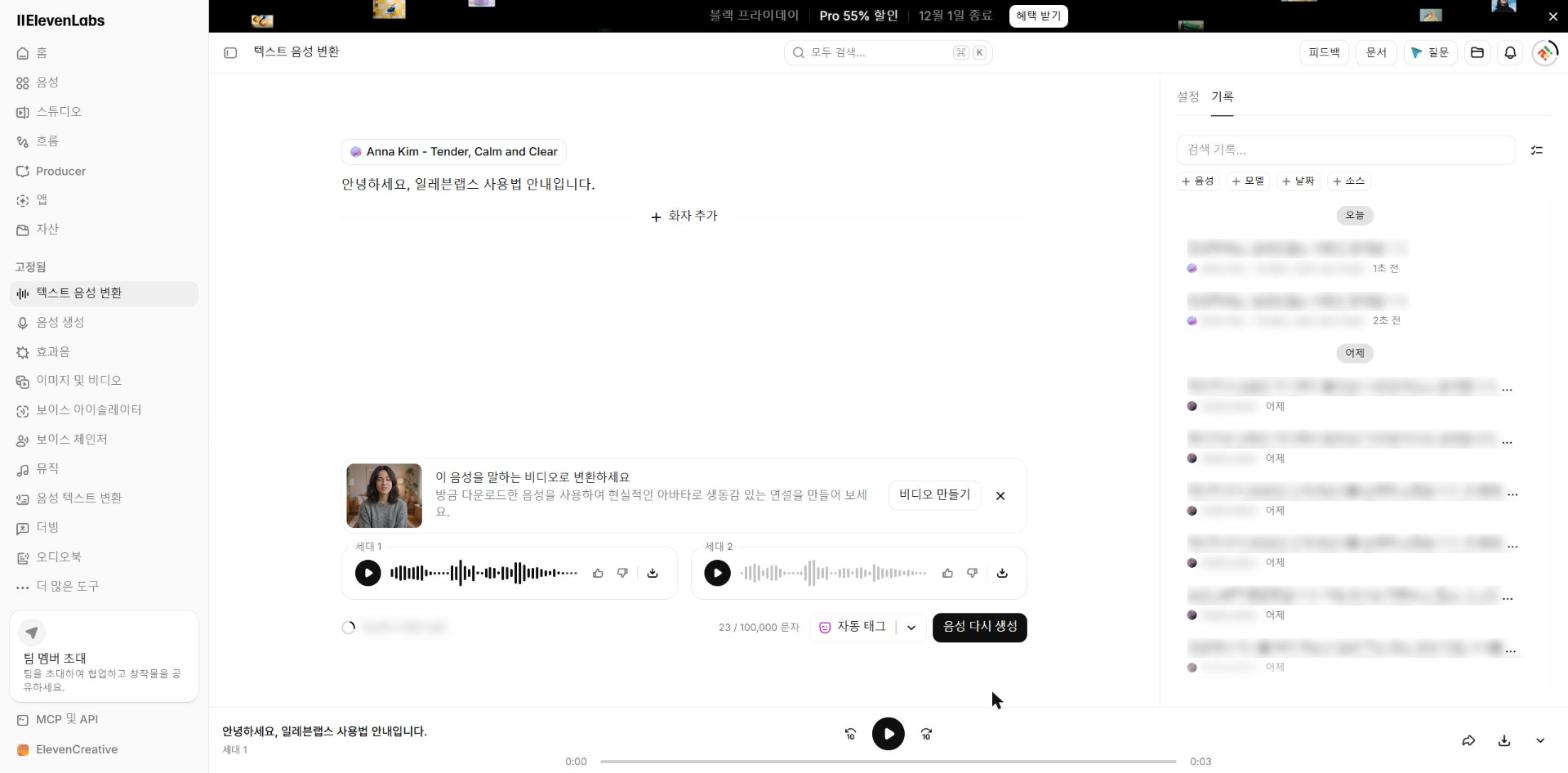 IIElevenLabs
블랙 프라이데이
Pro 55% 할인
12월 1일 종료
혜택 받기
텍스트 음성 변환
모두 검색...
⌘ K
피드백
문서
질문
홈
음성
스튜디오
흐름
Producer
앱
자산
고정됨
텍스트 음성 변환
음성 생성
효과음
이미지 및 비디오
보이스 아이솔레이터
보이스 체인저
뮤직
음성 텍스트 변환
더빙
오디오북
더 많은 도구
팀 멤버 초대
팀을 초대하여 협업하고 창작물을 공
유하세요.
MCP 및 API
ElevenCreative
Anna Kim - Tender, Calm and Clear
안녕하세요, 일레븐랩스 사용법 안내입니다.
+ 화자 추가
이 음성을 말하는 비디오로 변환하세요
방금 다운로드한 음성을 사용하여 현실적인 아바타로 생동감 있는 연설을 만들어 보세
요.
비디오 만들기
세대 1
세대 2
23 / 100,000 문자
자동 태그
음성 다시 생성
설정
기록
검색 기록...
+ 음성
+ 모델
+ 날짜
+ 소스
오늘
1초 전
2초 전
어제
어제
어제
어제
어제
어제
어제
안녕하세요, 일레븐랩스 사용법 안내입니다.
세대 1
10
10
0:00
0:03